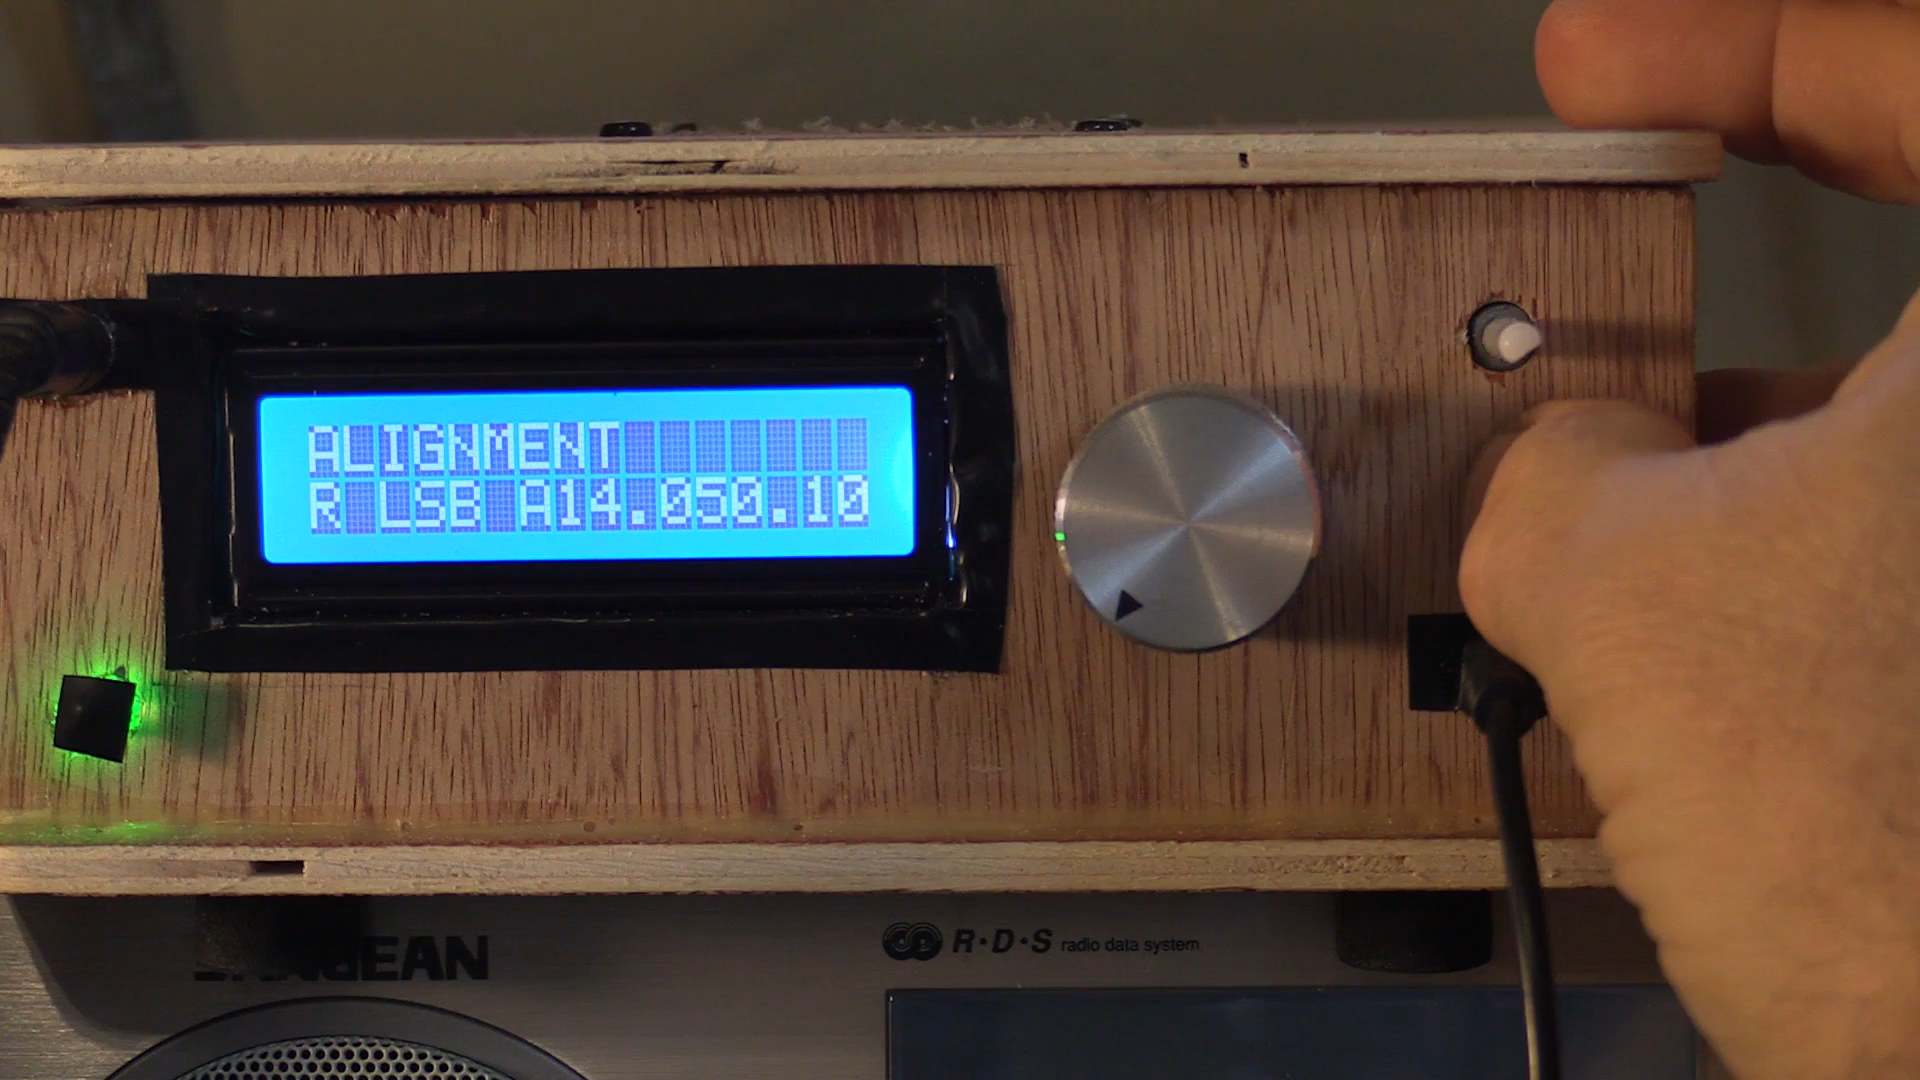 ALIGNMENT
R LSB A14.050.10
R·D·S radio data system